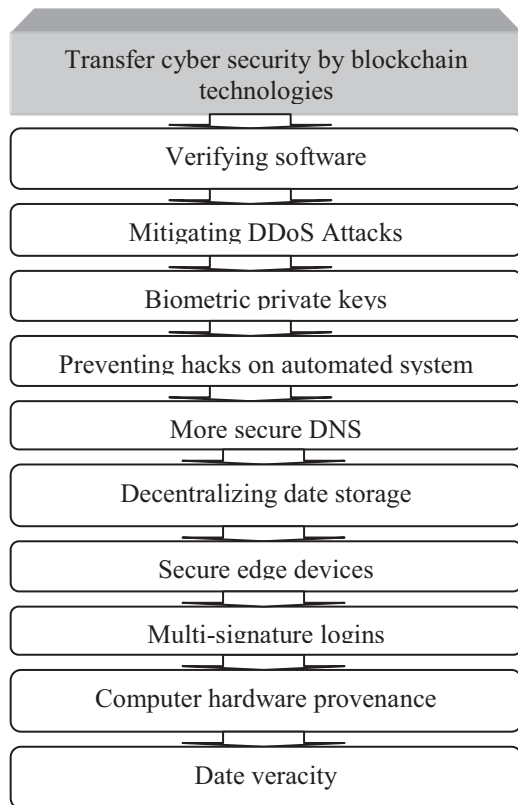 Transfer cyber security by blockchain
technologies
Verifying software
Mitigating DDoS Attacks
Biometric private keys
Preventing hacks on automated system
More secure DNS
Decentralizing date storage
Secure edge devices
Multi-signature logins
Computer hardware provenance
Date veracity